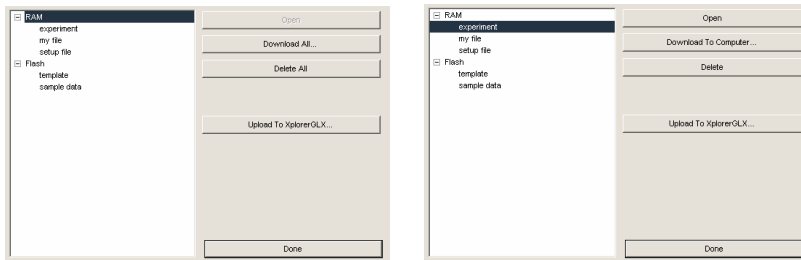 RAM
experiment
my file
setup file
Flash
template
sample data
Open
Download All...
Delete All
Upload To XplorerGLX...
Done
RAM
experiment
my file
setup file
Flash
template
sample data
Open
Download To Computer...
Delete
Upload To XplorerGLX...
Done